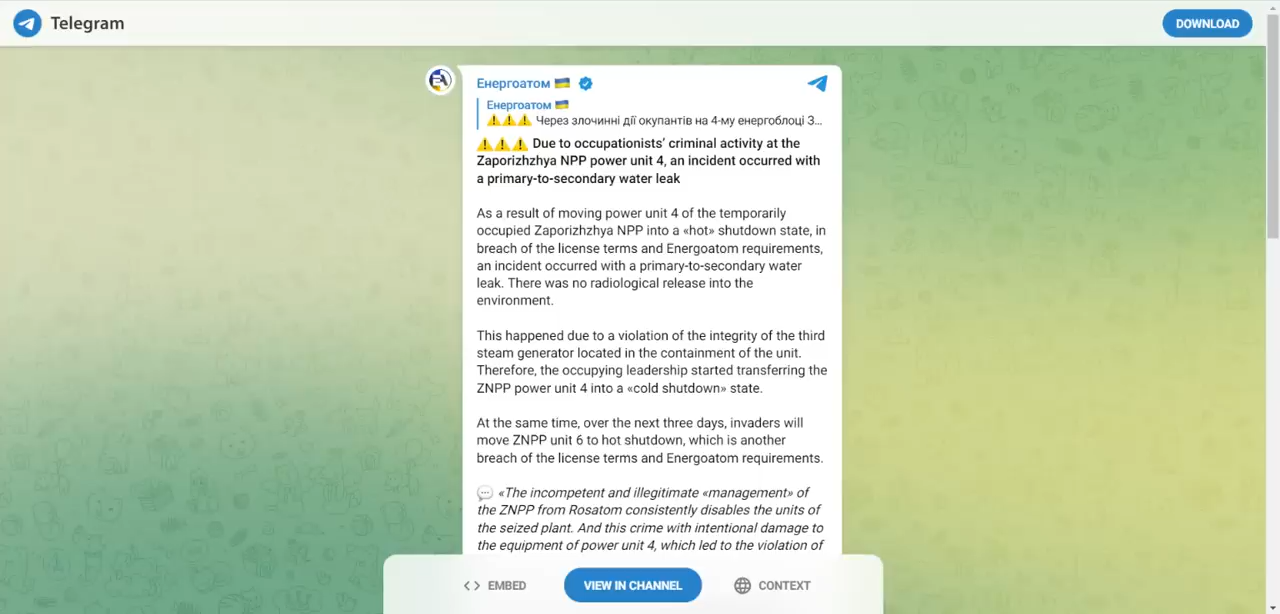 Telegram
DOWNLOAD
Енергоатом 🇺🇦
Енергоатом 🇺🇦
⚠️⚠️⚠️ Через злочинні дії окупантів на 4-му енергоблоці З...
⚠️⚠️⚠️ Due to occupationists’ criminal activity at the
Zaporizhzhya NPP power unit 4, an incident occurred with
a primary-to-secondary water leak
As a result of moving power unit 4 of the temporarily
occupied Zaporizhzhya NPP into a «hot» shutdown state, in
breach of the license terms and Energoatom requirements,
an incident occurred with a primary-to-secondary water
leak. There was no radiological release into the
environment.
This happened due to a violation of the integrity of the third
steam generator located in the containment of the unit.
Therefore, the occupying leadership started transferring the
ZNPP power unit 4 into a «cold shutdown» state.
At the same time, over the next three days, invaders will
move ZNPP unit 6 to hot shutdown, which is another
breach of the license terms and Energoatom requirements.
💬 «The incompetent and illegitimate «management» of
the ZNPP from Rosatom consistently disables the units of
the seized plant. And this crime with intentional damage to
the equipment of power unit 4, which led to the violation of
EMBED
VIEW IN CHANNEL
CONTEXT